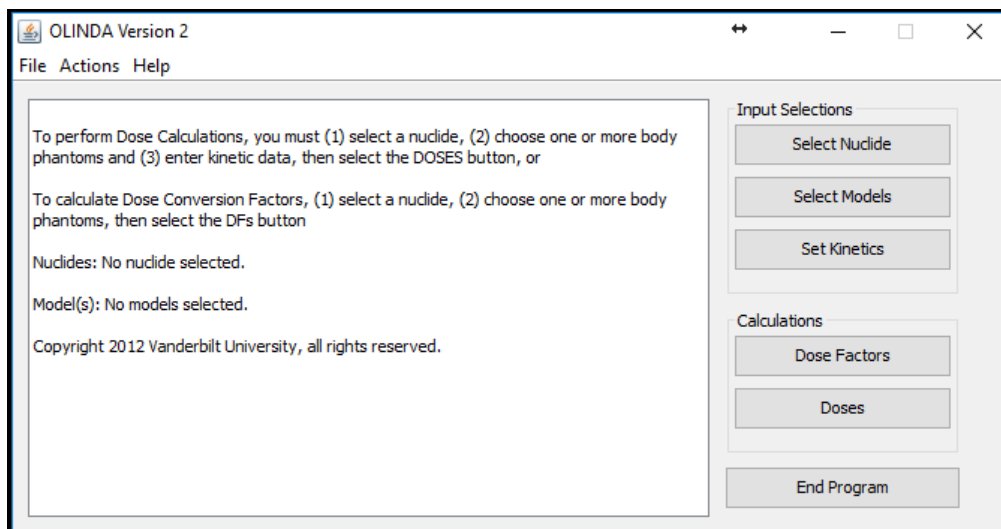 OLINDA Version 2
File Actions Help
To perform Dose Calculations, you must (1) select a nuclide, (2) choose one or more body
phantoms and (3) enter kinetic data, then select the DOSES button, or
To calculate Dose Conversion Factors, (1) select a nuclide, (2) choose one or more body
phantoms, then select the DFs button
Nuclides: No nuclide selected.
Model(s): No models selected.
Copyright 2012 Vanderbilt University, all rights reserved.
Input Selections
Select Nuclide
Select Models
Set Kinetics
Calculations
Dose Factors
Doses
End Program